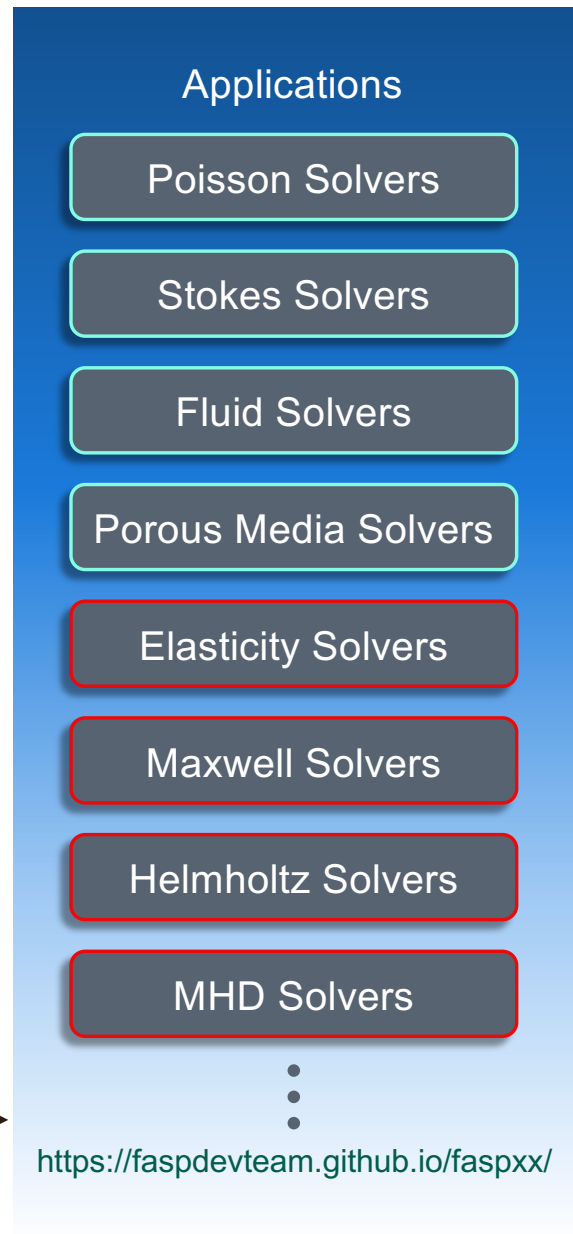 Applications
Poisson Solvers
Stokes Solvers
Fluid Solvers
Porous Media Solvers
Elasticity Solvers
Maxwell Solvers
Helmholtz Solvers
MHD Solvers
https://faspdevteam.github.io/faspxx/